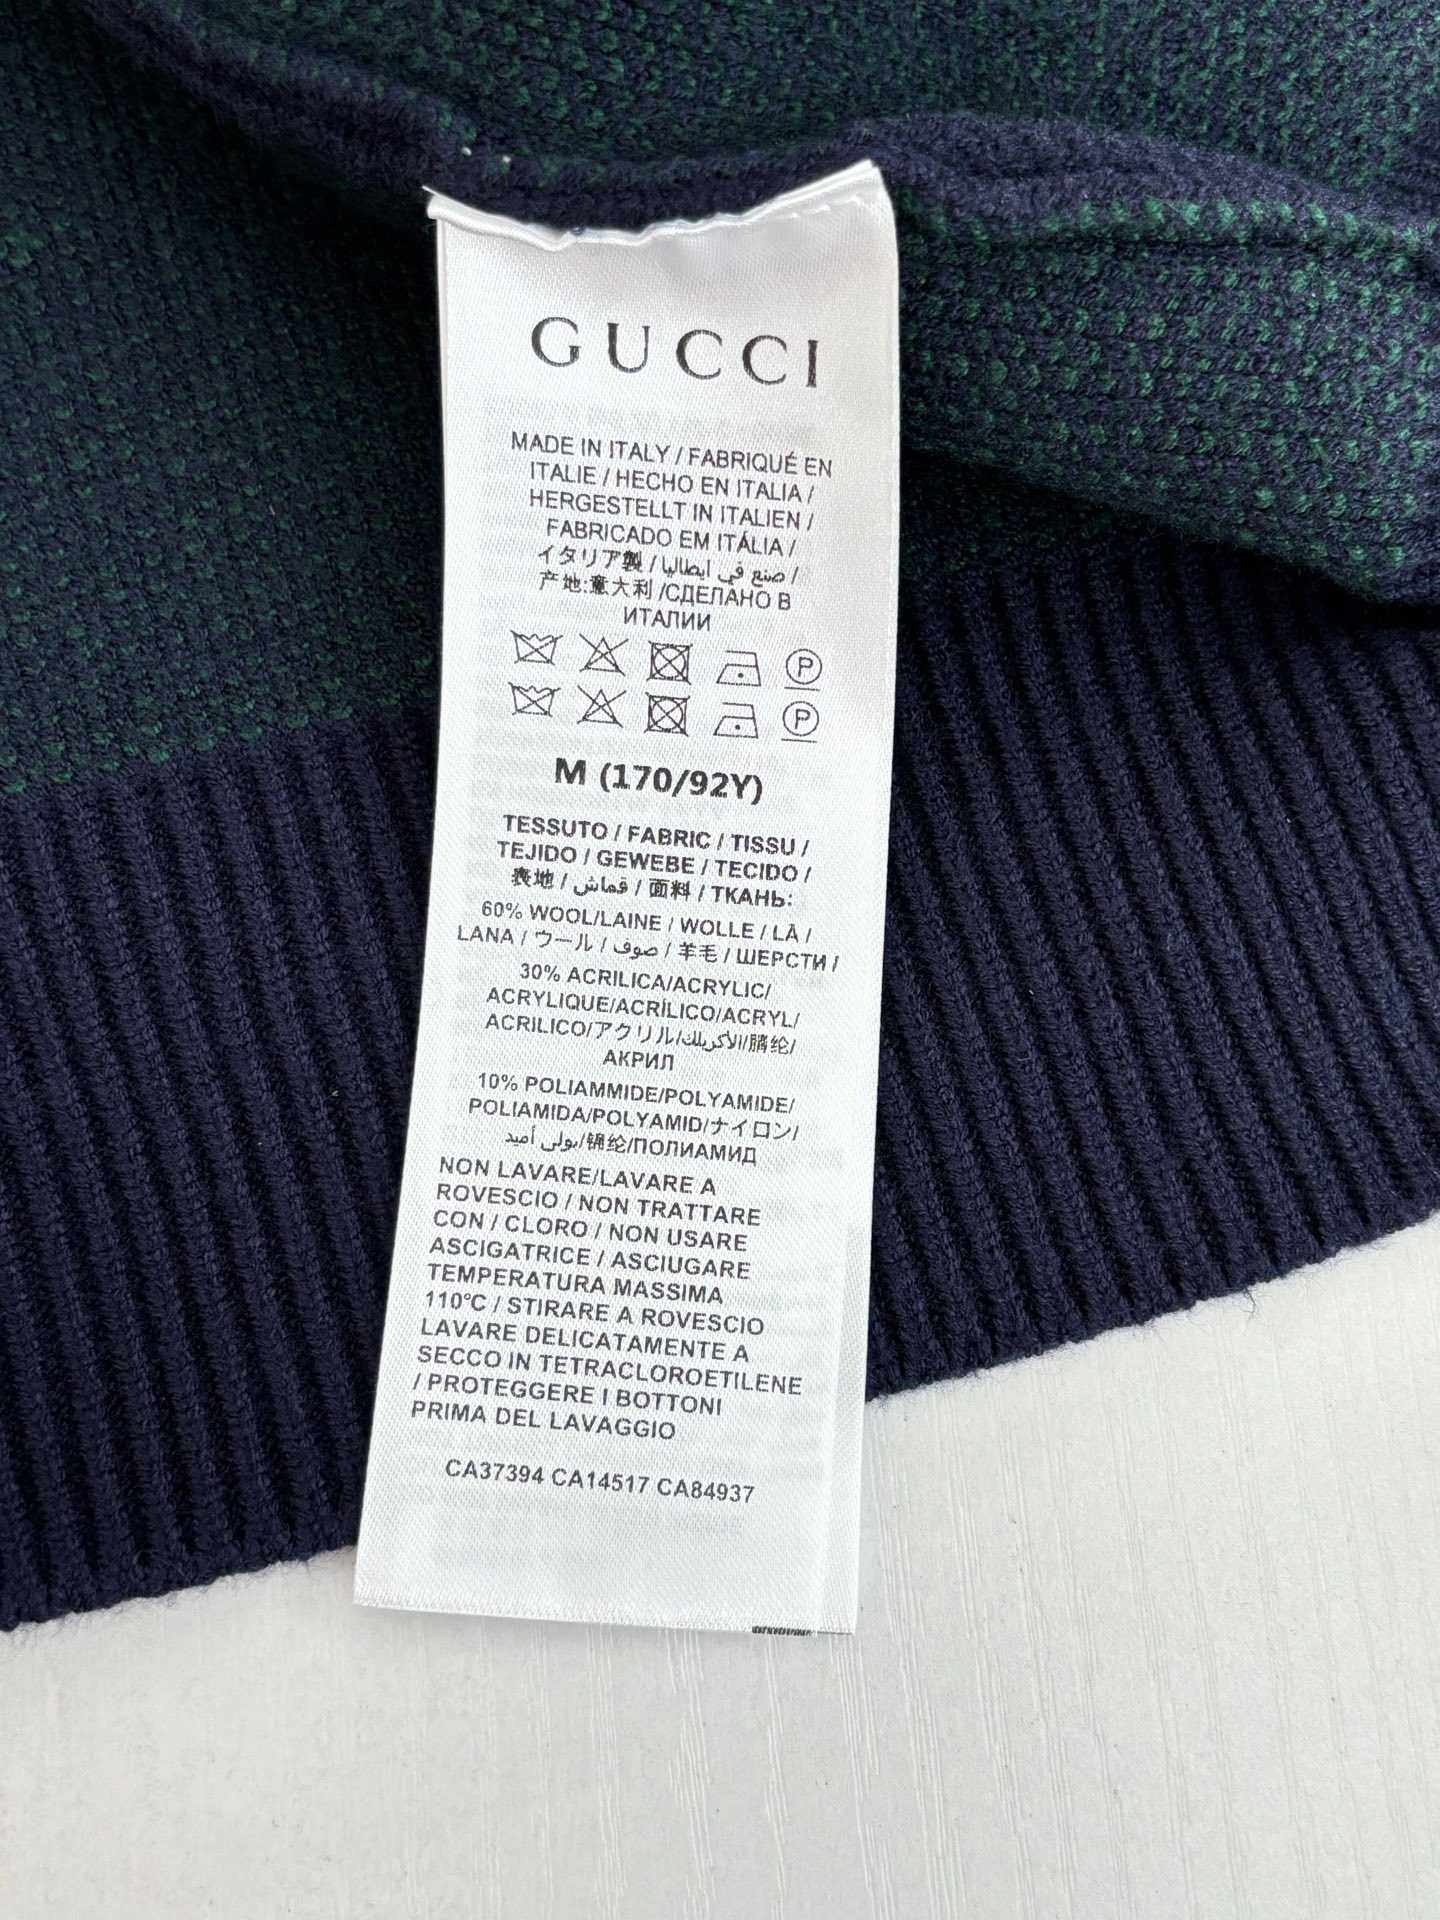 GUCCI
MADE IN ITALY / FABRIQUÉ EN
ITALIE / HECHO EN ITALIA /
HERGESTELLT IN ITALIEN /
FABRICADO EM ITÁLIA /
イタリア製 / صنع في ايطاليا /
产地:意大利 /СДЕЛАНО В
ИТАЛИИ
P
P
M (170/92Y)
TESSUTO / FABRIC / TISSU /
TEJIDO / GEWEBE / TECIDO /
表地 / قماش / 面料 / ТКАНЬ:
60% WOOL/LAINE / WOLLE / LÃ /
LANA / ウール / صوف / 羊毛 / ШЕРСТИ /
30% ACRILICA/ACRYLIC/
ACRYLIQUE/ACRÍLICO/ACRYL/
ACRILICO/アクリル/الأكريلك/腈纶/
АКРИЛ
10% POLIAMMIDE/POLYAMIDE/
POLIAMIDA/POLYAMID/ナイロン/
بولي أميد/锦纶/ПОЛИАМИД
NON LAVARE/LAVARE A
ROVESCIO / NON TRATTARE
CON / CLORO / NON USARE
ASCIGATRICE / ASCIUGARE
TEMPERATURA MASSIMA
110°C / STIRARE A ROVESCIO
LAVARE DELICATAMENTE A
SECCO IN TETRACLOROETILENE
/ PROTEGGERE I BOTTONI
PRIMA DEL LAVAGGIO
CA37394 CA14517 CA84937